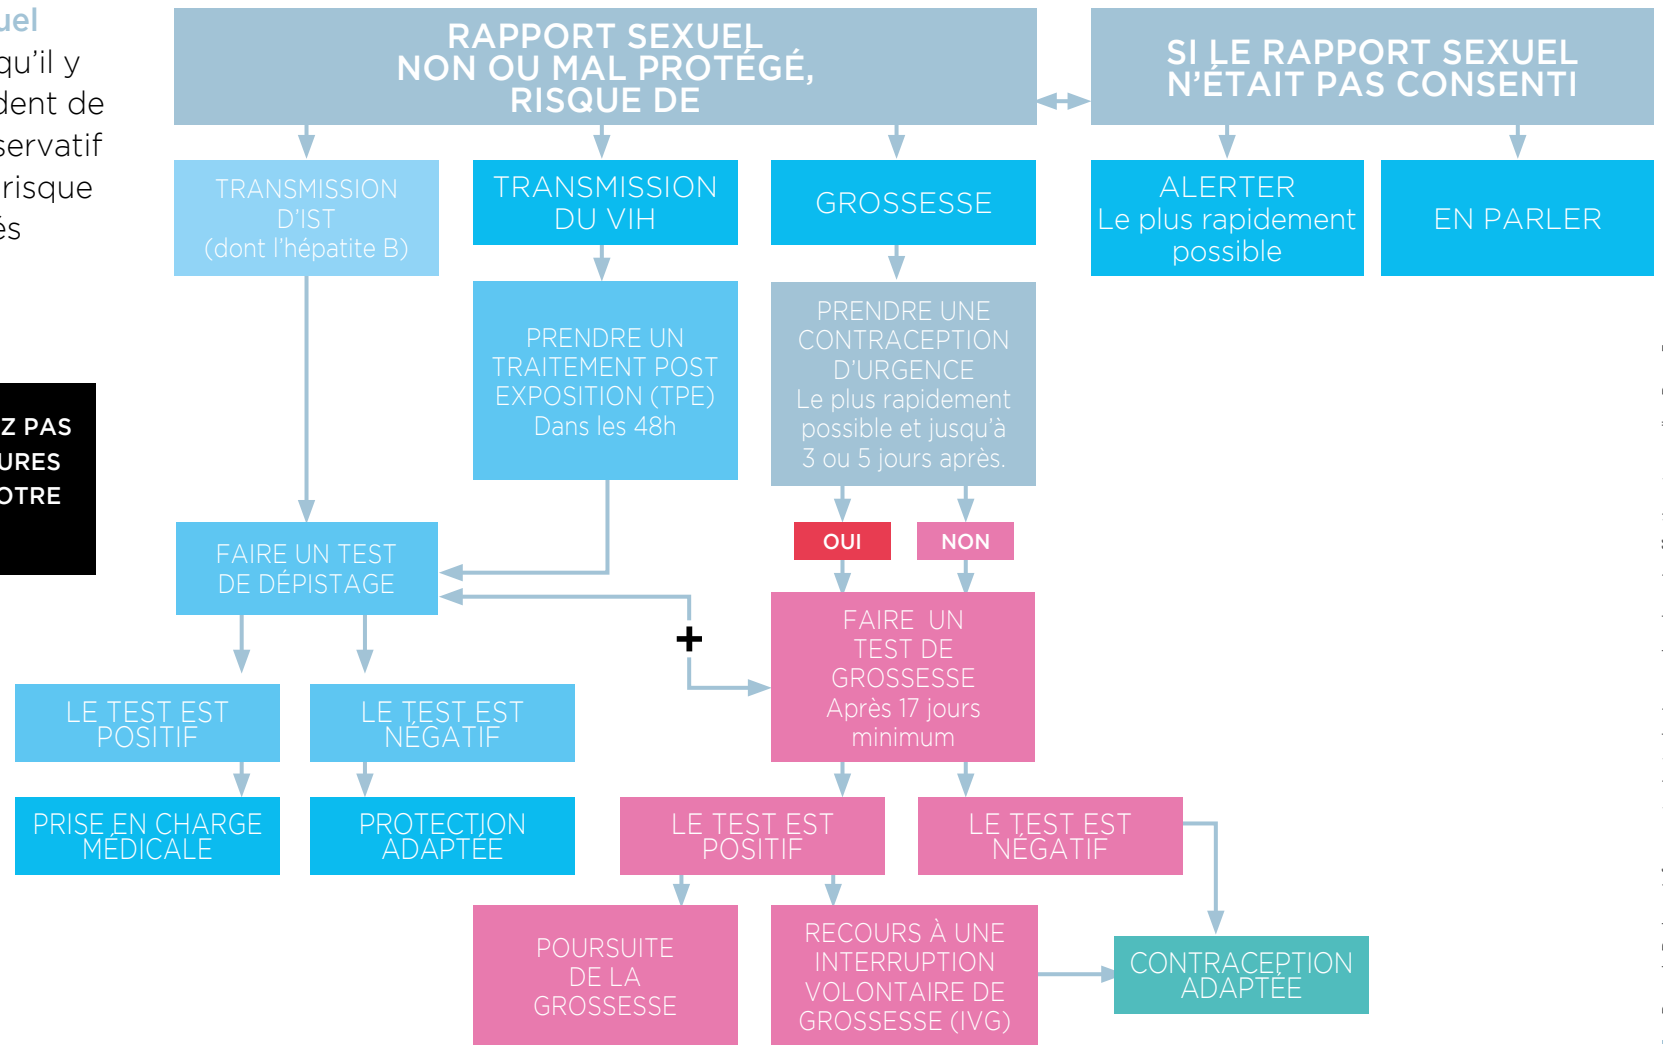 uel
qu'il y
dent de
servatif
risque
és
Z PAS
URES
OTRE
RAPPORT SEXUEL
NON OU MAL PROTÉGÉ,
RISQUE DE
SI LE RAPPORT SEXUEL
N'ÉTAIT PAS CONSENTI
TRANSMISSION
D'IST
(dont l'hépatite B)
TRANSMISSION
DU VIH
GROSSESSE
ALERTER
Le plus rapidement
possible
EN PARLER
PRENDRE UN
TRAITEMENT POST
EXPOSITION (TPE)
Dans les 48h
PRENDRE UNE
CONTRACEPTION
D'URGENCE
Le plus rapidement
possible et jusqu'à
3 ou 5 jours après.
OUI
NON
FAIRE UN TEST
DE DÉPISTAGE
+
FAIRE UN
TEST DE
GROSSESSE
Après 17 jours
minimum
LE TEST EST
POSITIF
LE TEST EST
NÉGATIF
PRISE EN CHARGE
MÉDICALE
PROTECTION
ADAPTÉE
LE TEST EST
POSITIF
LE TEST EST
NÉGATIF
POURSUITE
DE LA
GROSSESSE
RECOURS À UNE
INTERRUPTION
VOLONTAIRE DE
GROSSESSE (IVG)
CONTRACEPTION
ADAPTÉE